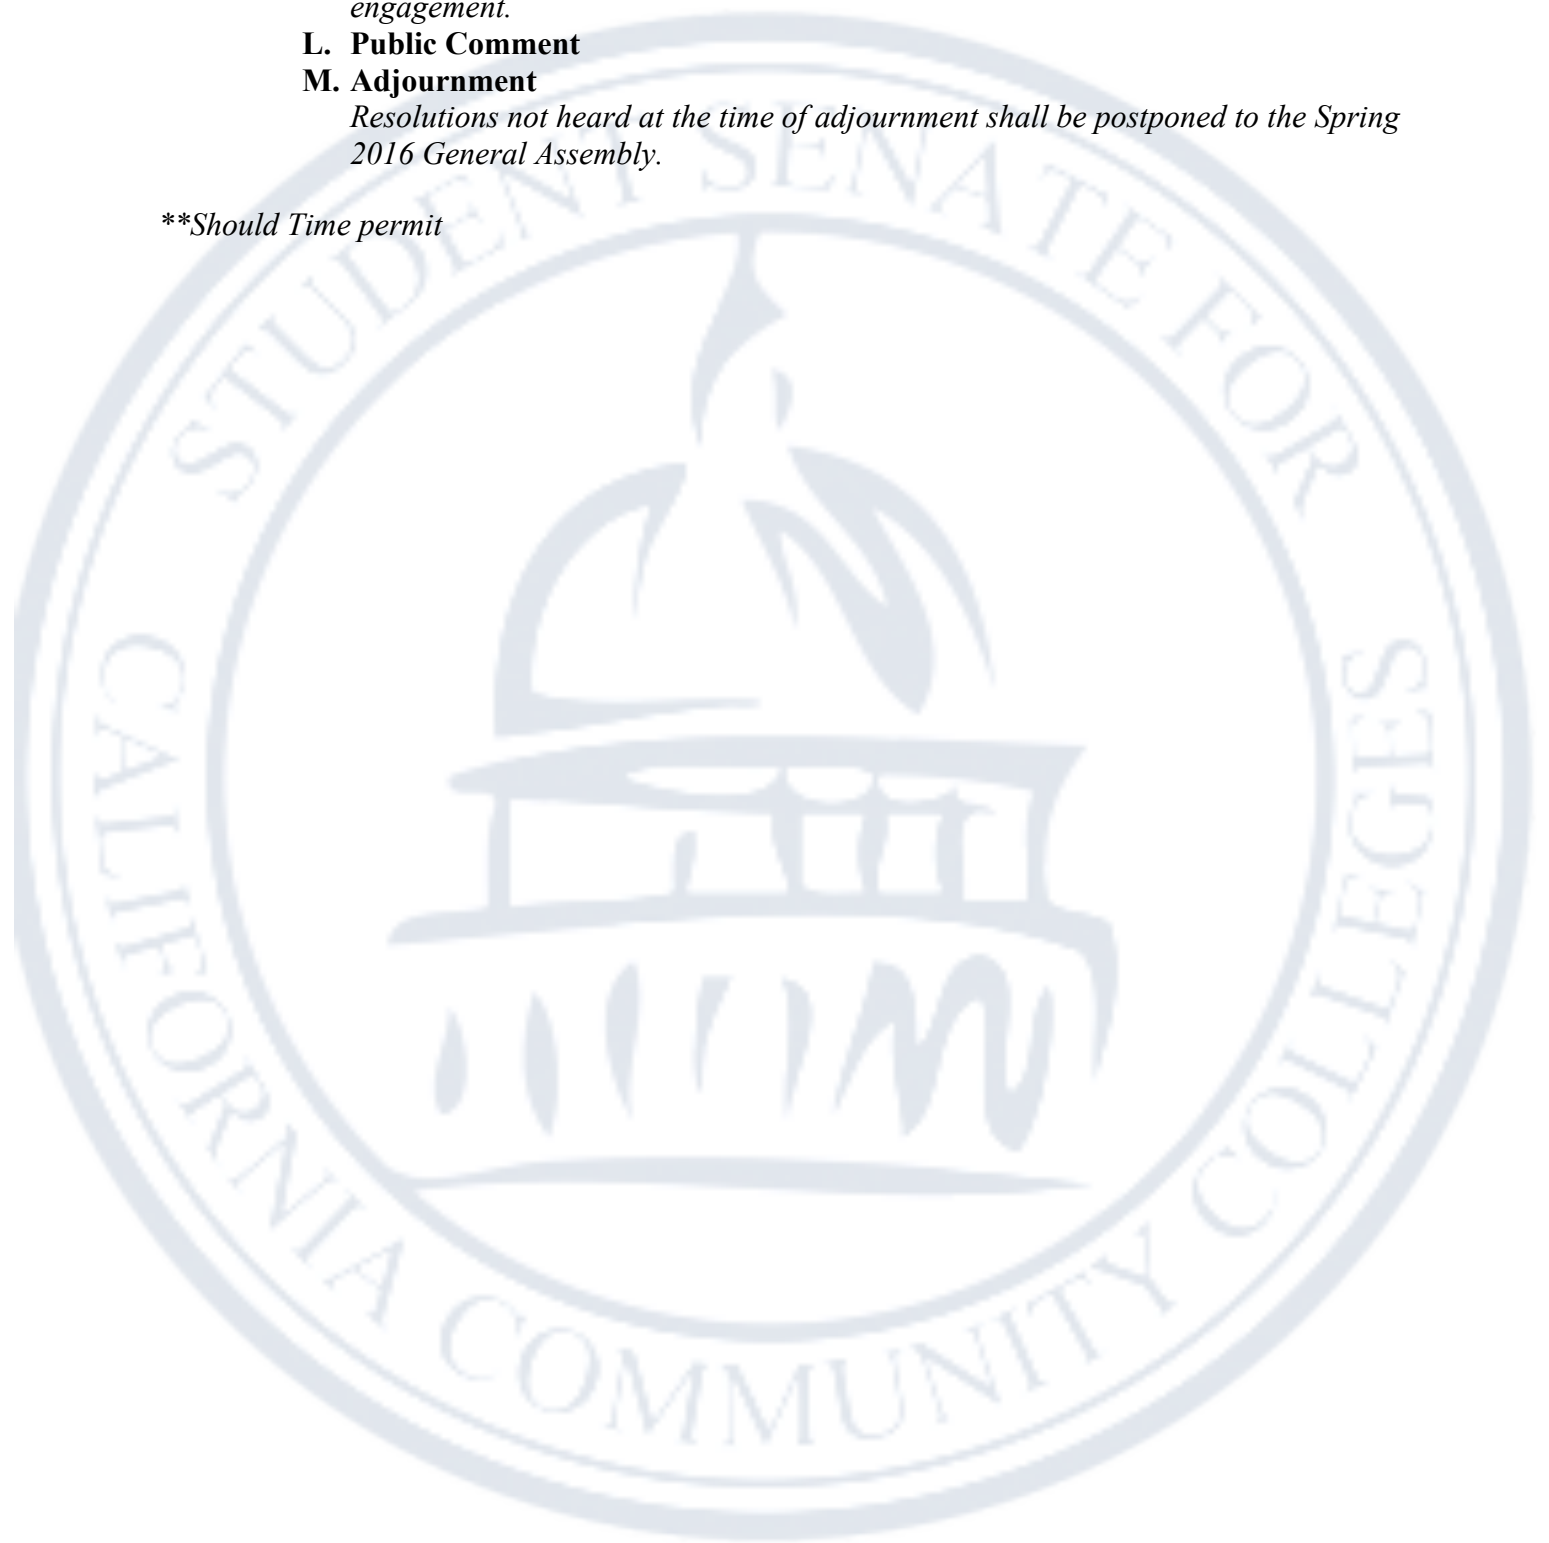 engagement.
L. Public Comment
M. Adjournment
Resolutions not heard at the time of adjournment shall be postponed to the Spring
2016 General Assembly.
**Should Time permit
STUDENT SENATE FOR
CALIFORNIA COMMUNITY COLLEGES